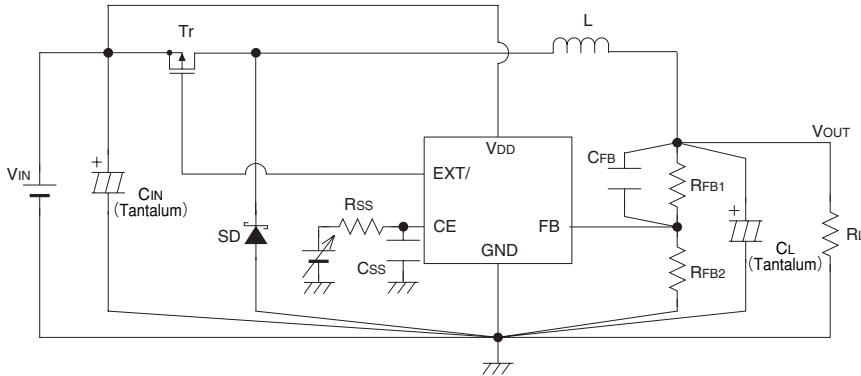 Tr
L
VDD
VOUT
CFB
EXT/
RFB1
VIN
+
CIN
(Tantalum)
RSS
+
SD
CE
FB
CL
(Tantalum)
RL
CSS
GND
RFB2